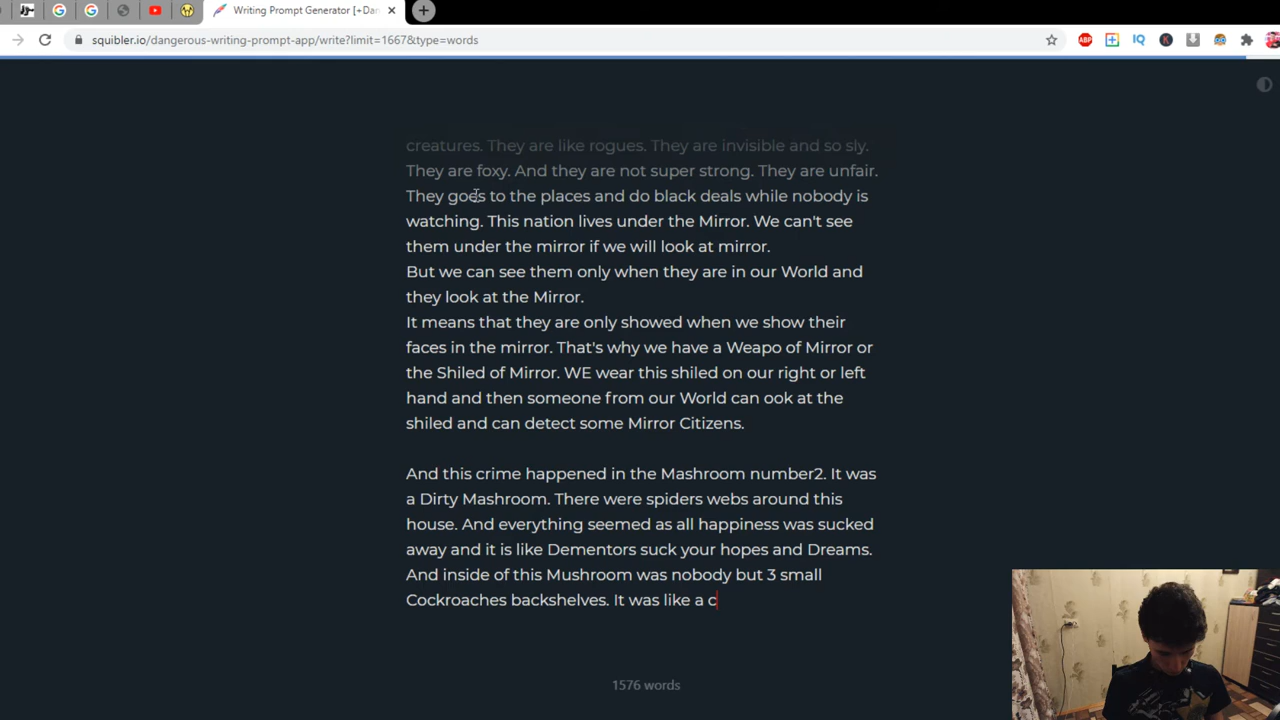 Writing Prompt Generator [+Dan
squibler.io/dangerous-writing-prompt-app/write?limit=1667&type=words
ABP
IQ
K
creatures. They are like rogues. They are invisible and so sly.
They are foxy. And they are not super strong. They are unfair.
They goes to the places and do black deals while nobody is
watching. This nation lives under the Mirror. We can't see
them under the mirror if we will look at mirror.
But we can see them only when they are in our World and
they look at the Mirror.
It means that they are only showed when we show their
faces in the mirror. That's why we have a Weapo of Mirror or
the Shiled of Mirror. WE wear this shiled on our right or left
hand and then someone from our World can ook at the
shiled and can detect some Mirror Citizens.
And this crime happened in the Mashroom number2. It was
a Dirty Mashroom. There were spiders webs around this
house. And everything seemed as all happiness was sucked
away and it is like Dementors suck your hopes and Dreams.
And inside of this Mushroom was nobody but 3 small
Cockroaches backshelves. It was like a c
1576 words